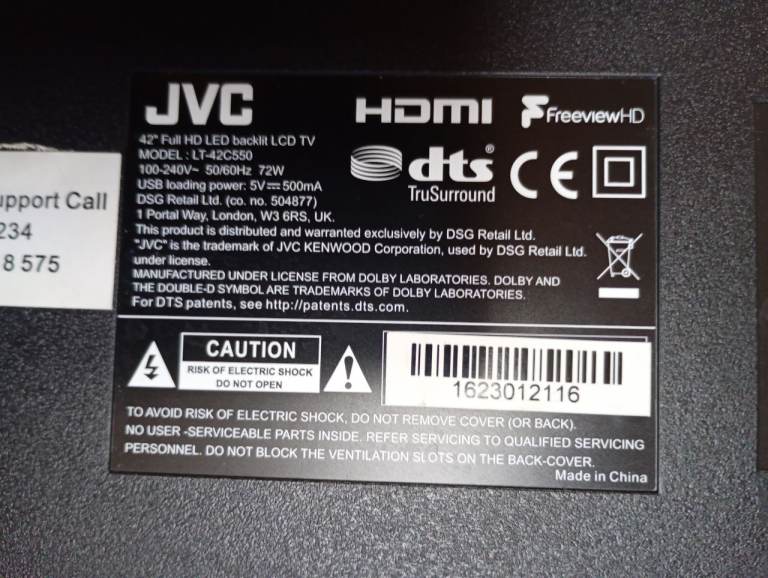 JVC
HDMI
FreeviewHD
42" Full HD LED backlit LCD TV
MODEL : LT-42C550
100-240V~ 50/60Hz 72W
USB loading power: 5V⎓500mA
DSG Retail Ltd. (co. no. 504877)
1 Portal Way, London, W3 6RS, UK.
dts®
TruSurround
CE
This product is distributed and warranted exclusively by DSG Retail Ltd.
"JVC" is the trademark of JVC KENWOOD Corporation, used by DSG Retail Ltd.
under license.
MANUFACTURED UNDER LICENSE FROM DOLBY LABORATORIES. DOLBY AND
THE DOUBLE-D SYMBOL ARE TRADEMARKS OF DOLBY LABORATORIES.
For DTS patents, see http://patents.dts.com.
Support Call
234
8 575
CAUTION
RISK OF ELECTRIC SHOCK
DO NOT OPEN
1623012116
TO AVOID RISK OF ELECTRIC SHOCK, DO NOT REMOVE COVER (OR BACK).
NO USER -SERVICEABLE PARTS INSIDE. REFER SERVICING TO QUALIFIED SERVICING
PERSONNEL. DO NOT BLOCK THE VENTILATION SLOTS ON THE BACK-COVER.
Made in China